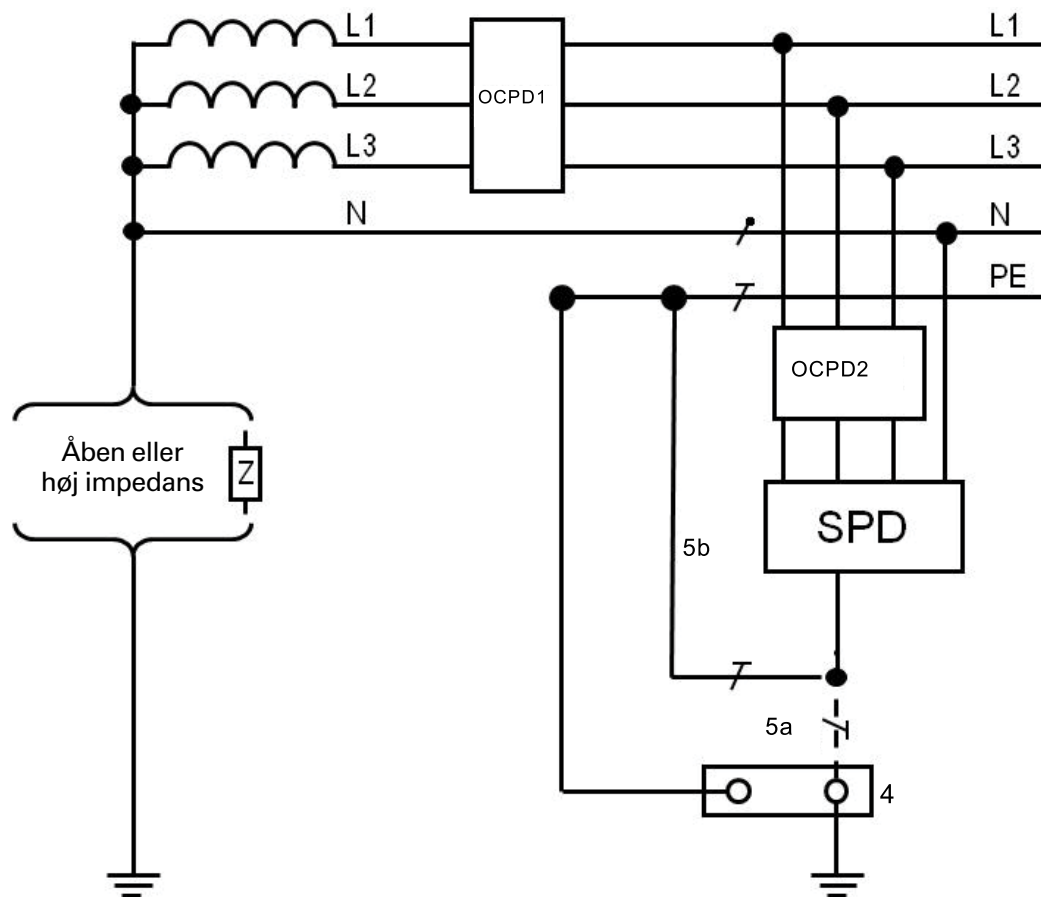 L1
L1
OCPD1
L2
L2
L3
L3
N
N
PE
OCPD2
Åben eller
høj impedans
Z
SPD
5b
5a
4